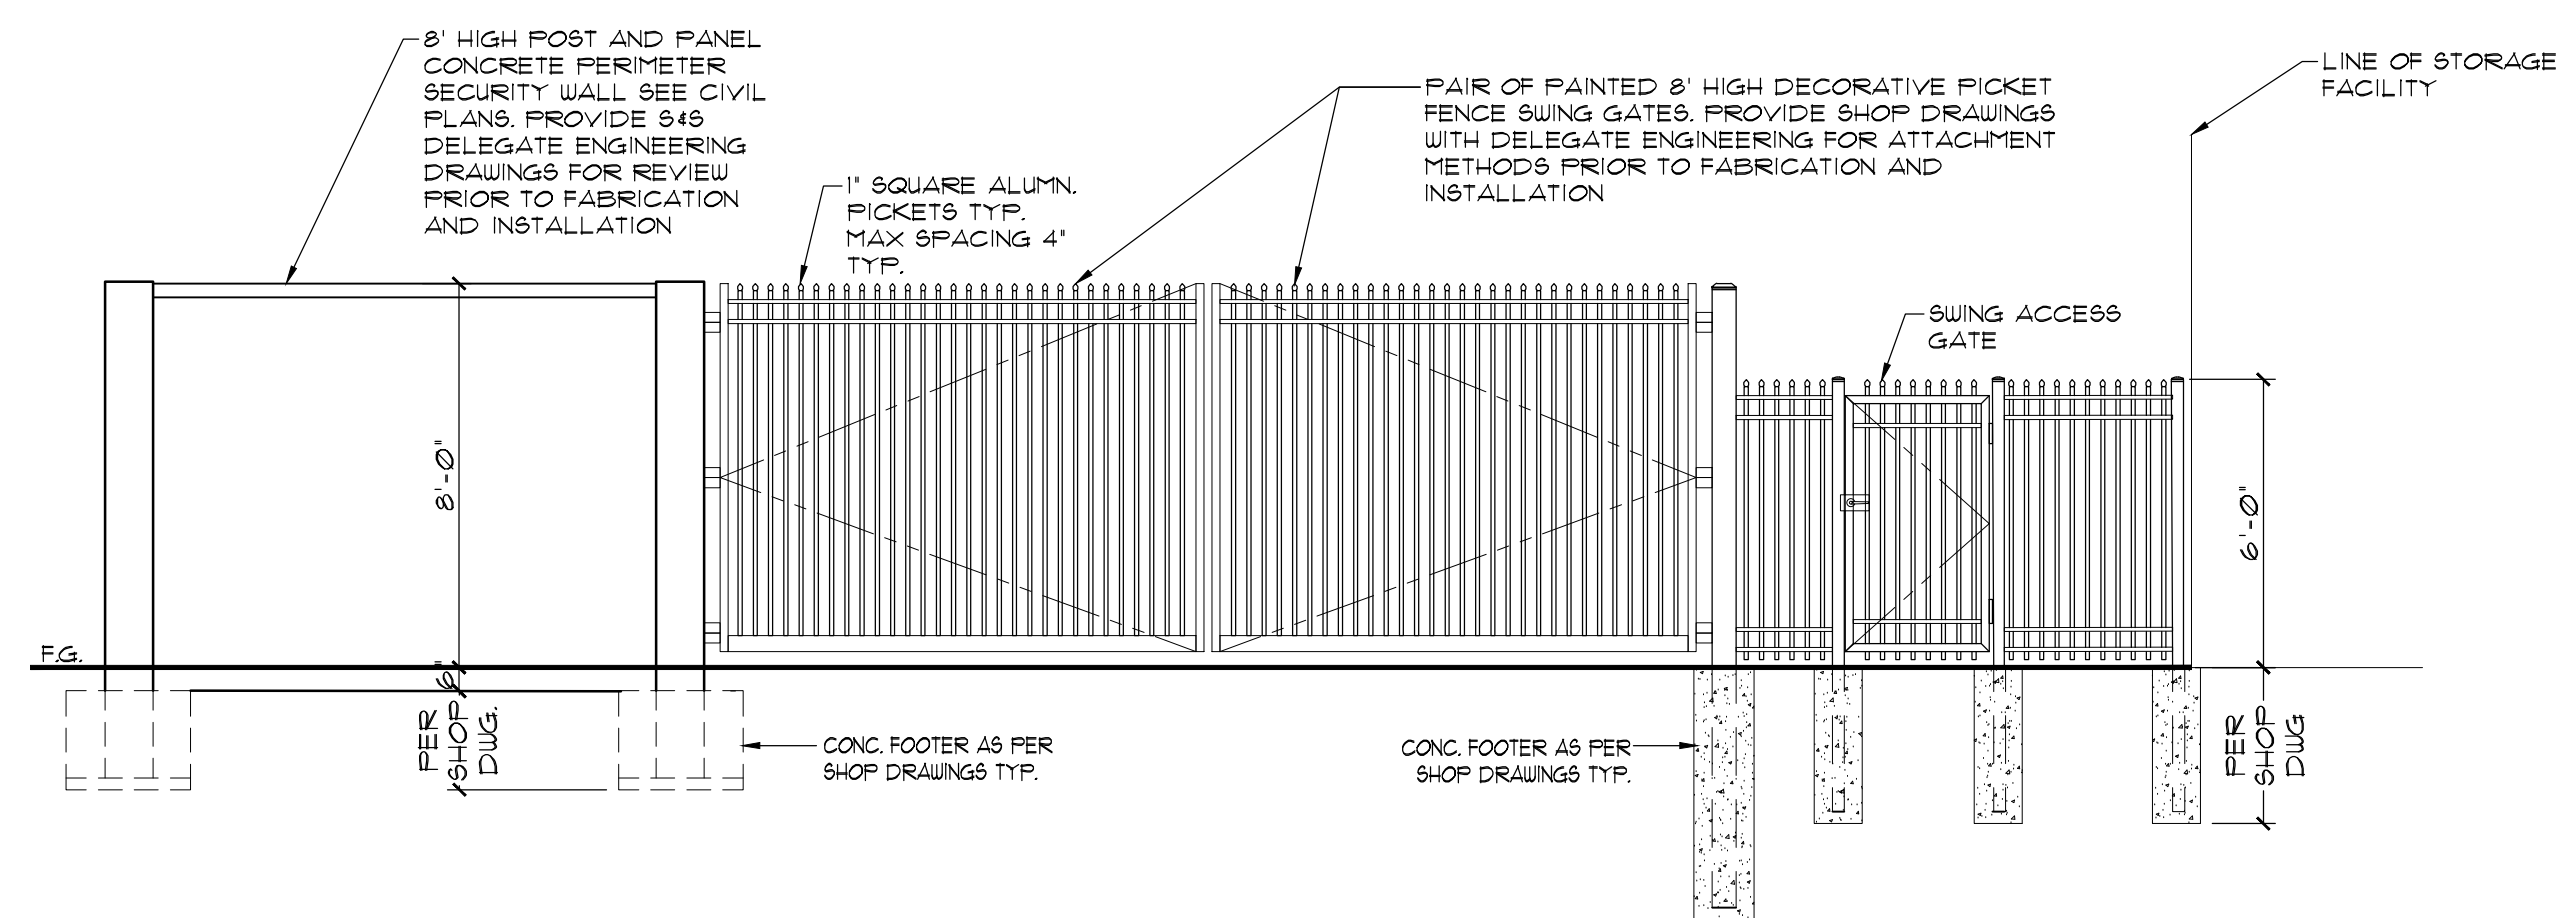 8' HIGH POST AND PANEL
CONCRETE PERIMETER
SECURITY WALL SEE CIVIL
PLANS. PROVIDE S&S
DELEGATE ENGINEERING
DRAWINGS FOR REVIEW
PRIOR TO FABRICATION
AND INSTALLATION
1" SQUARE ALUMN.
PICKETS TYP.
MAX SPACING 4"
TYP.
PAIR OF PAINTED 8' HIGH DECORATIVE PICKET
FENCE SWING GATES. PROVIDE SHOP DRAWINGS
WITH DELEGATE ENGINEERING FOR ATTACHMENT
METHODS PRIOR TO FABRICATION AND
INSTALLATION
LINE OF STORAGE
FACILITY
SWING ACCESS
GATE
8'-0"
6'-0"
F.G.
6"
PER
SHOP
DWG.
CONC. FOOTER AS PER
SHOP DRAWINGS TYP.
CONC. FOOTER AS PER
SHOP DRAWINGS TYP.
PER
SHOP
DWG